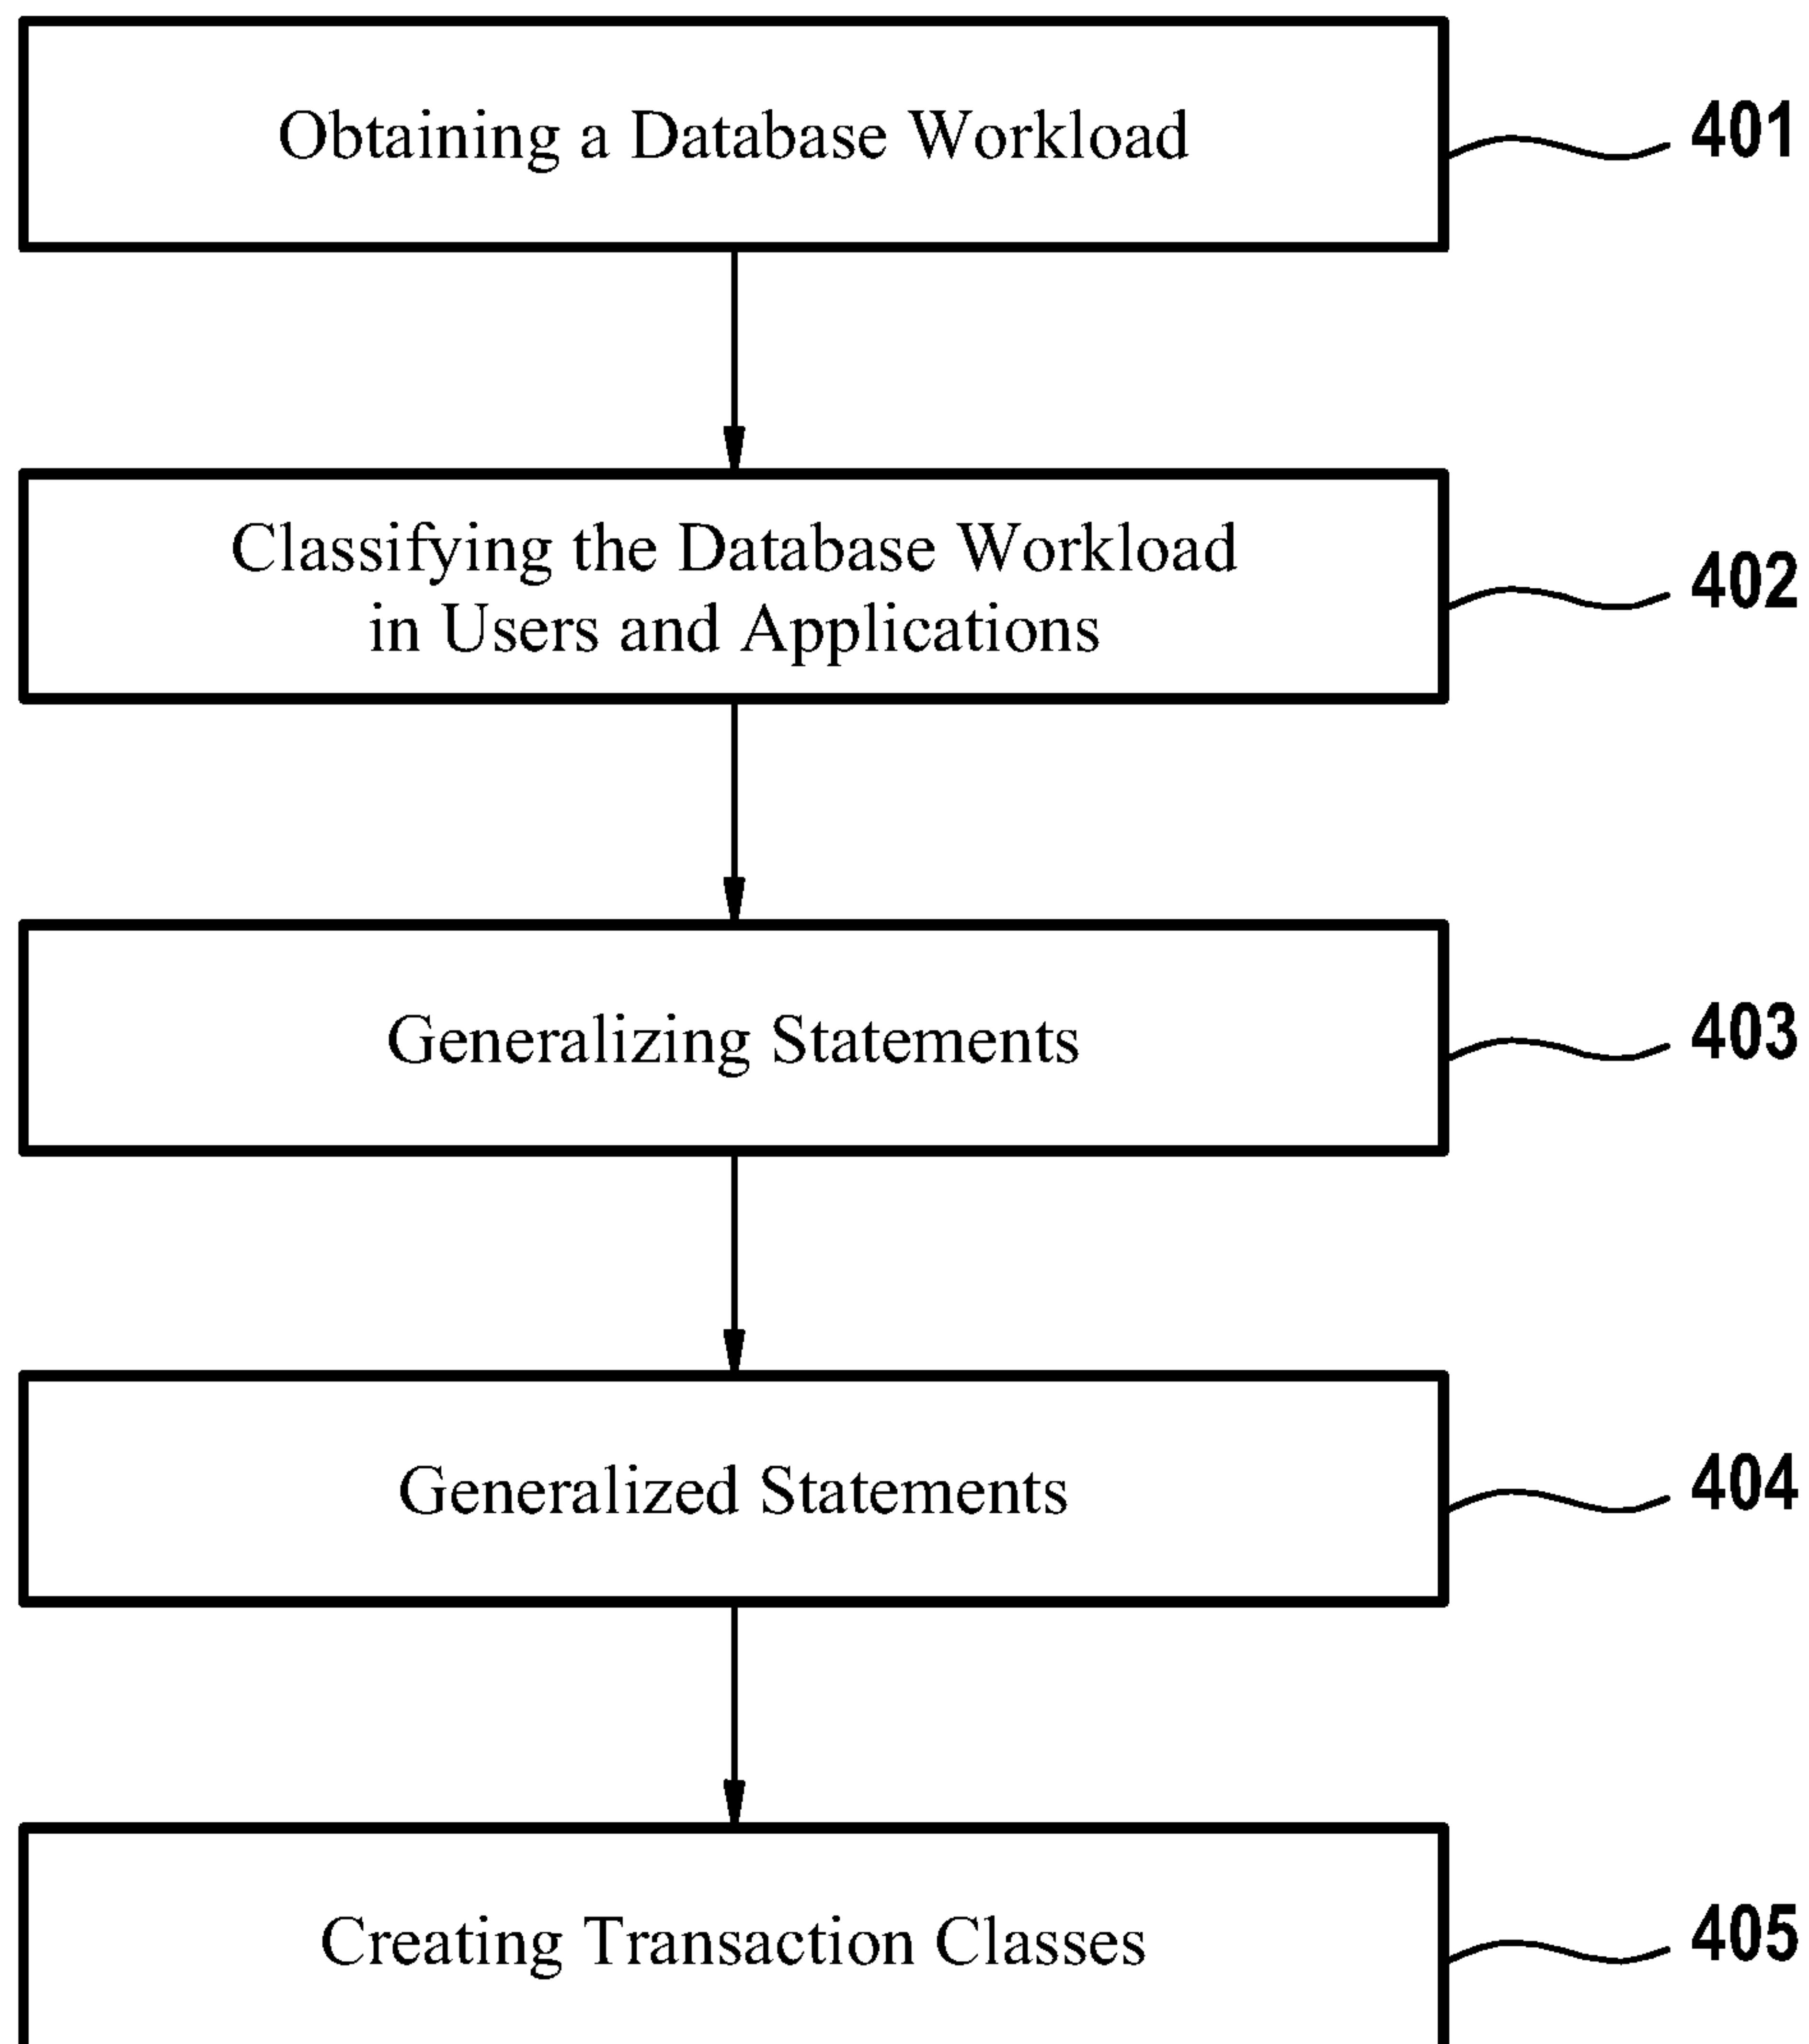 Obtaining a Database Workload
401
Classifying the Database Workload
in Users and Applications
402
Generalizing Statements
403
Generalized Statements
404
Creating Transaction Classes
405